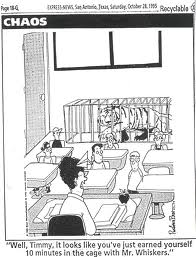 Page 18-G
EXPRESS-NEWS, San Antonio, Texas, Saturday, October 28, 1995
Recyclable
CHAOS
"Well, Timmy, it looks like you've just earned yourself
10 minutes in the cage with Mr. Whiskers."